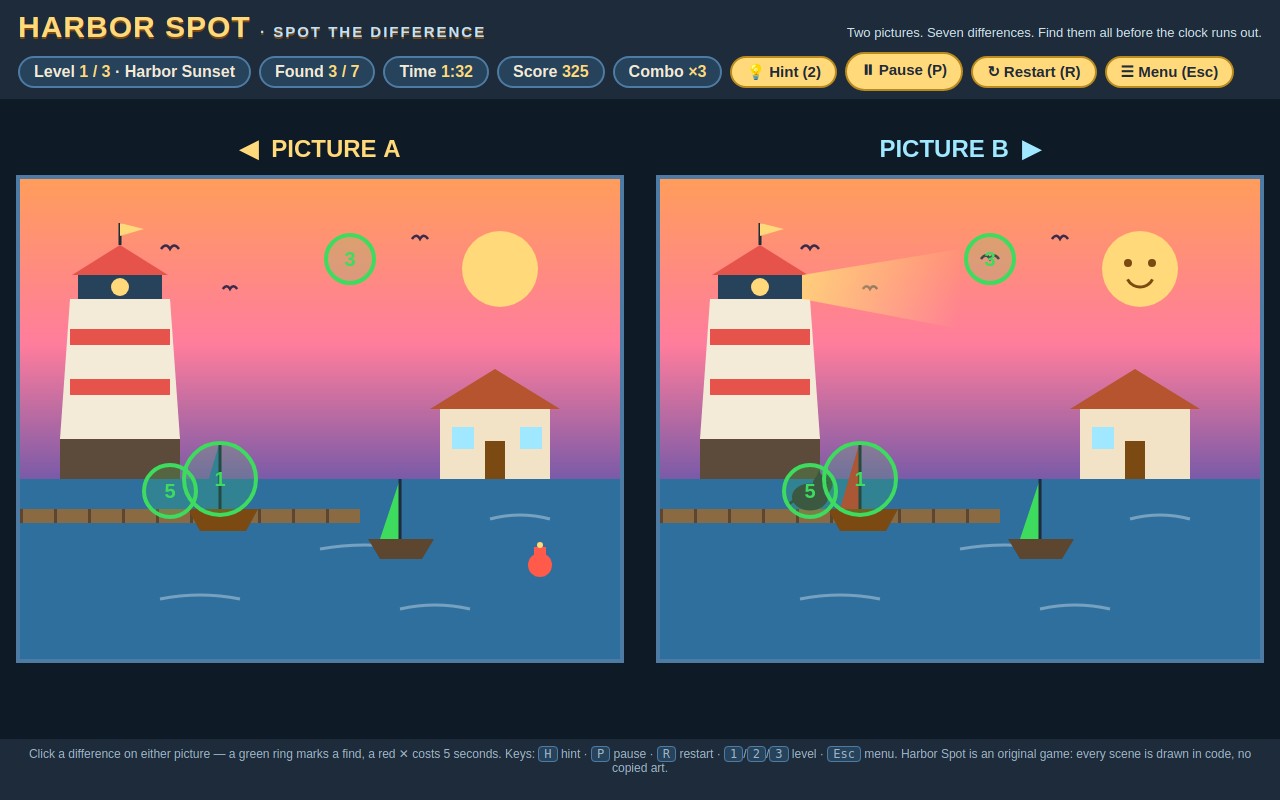 HARBOR SPOT · SPOT THE DIFFERENCE
Two pictures. Seven differences. Find them all before the clock runs out.
Level 1 / 3 · Harbor Sunset
Found 3 / 7
Time 1:32
Score 325
Combo ×3
💡 Hint (2)
⏸ Pause (P)
↻ Restart (R)
☰ Menu (Esc)
◀ PICTURE A
PICTURE B ▶
3
3
5
1
5
1
Click a difference on either picture — a green ring marks a find, a red ✕ costs 5 seconds. Keys: H hint · P pause · R restart · 1/2/3 level · Esc menu. Harbor Spot is an original game: every scene is drawn in code, no
copied art.